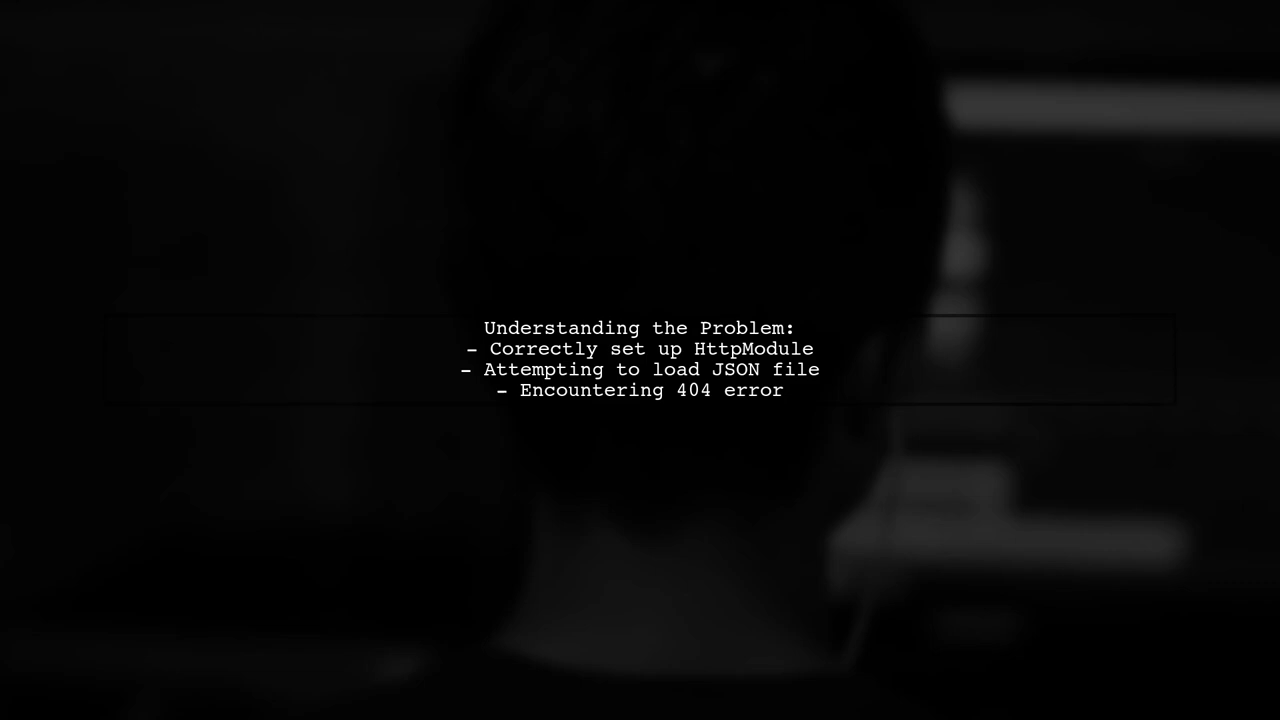 Understanding the Problem:
- Correctly set up HttpModule
- Attempting to load JSON file
- Encountering 404 error